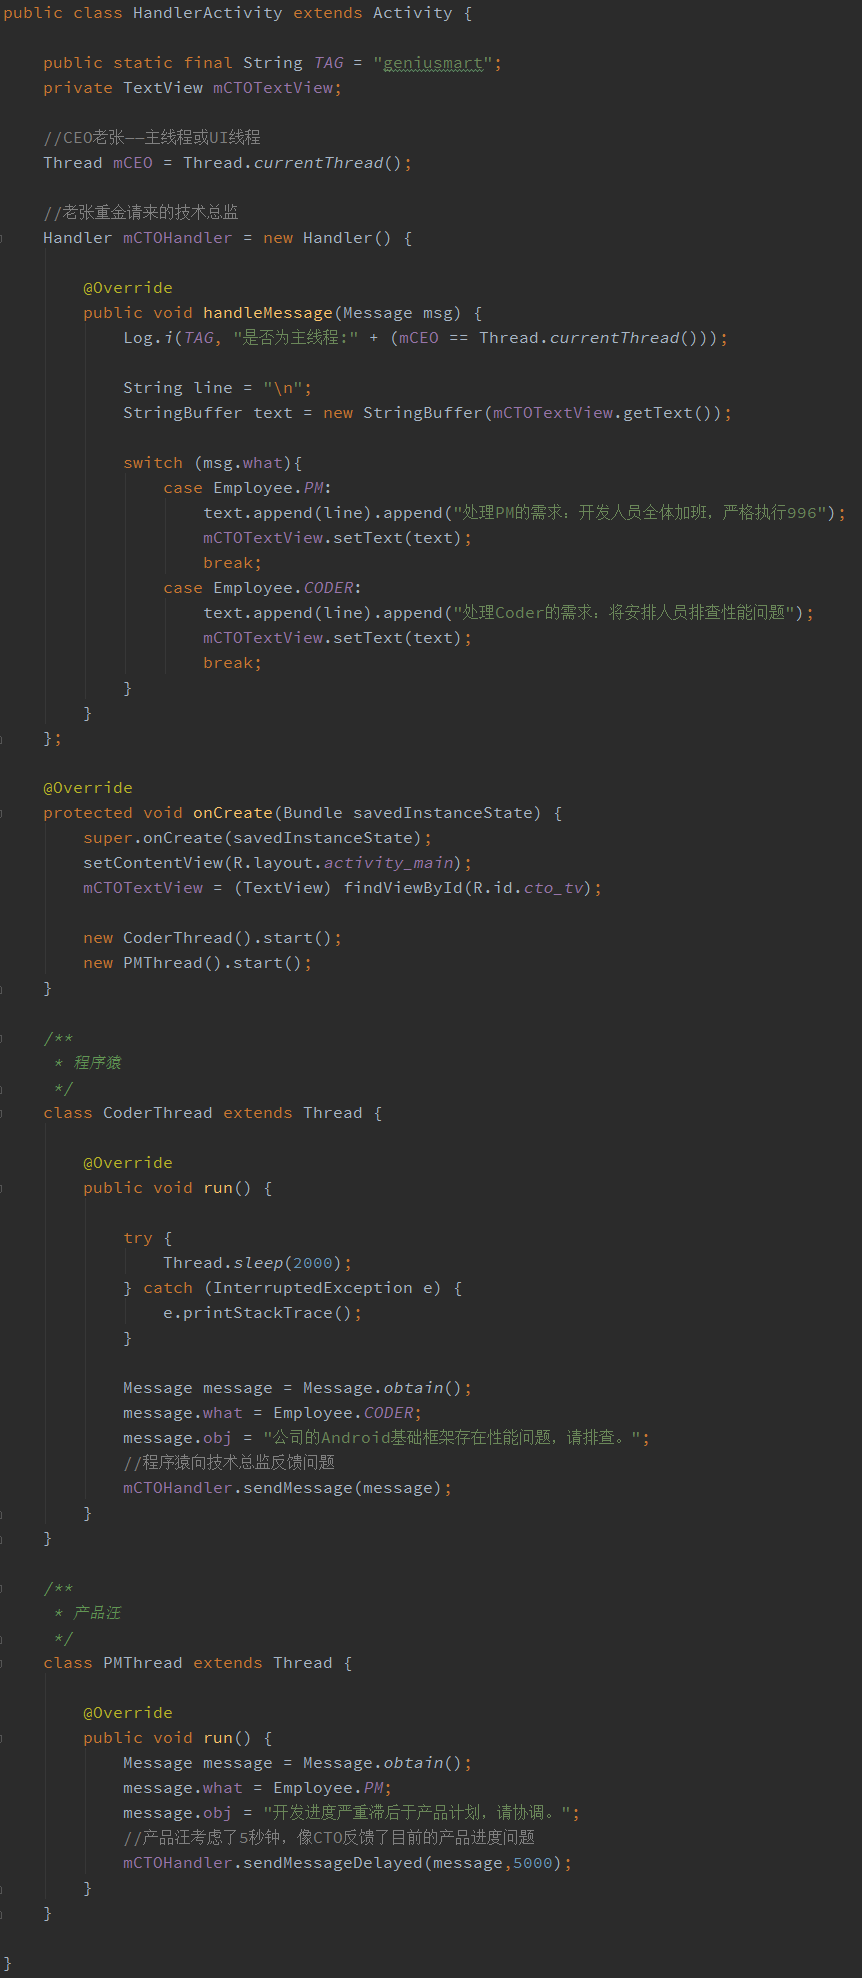 public class HandlerActivity extends Activity {
public static final String TAG = "geniusmart";
private TextView mCTOTextView;
//CEO老张——主线程或UI线程
Thread mCEO = Thread.currentThread();
//老张重金请来的技术总监
Handler mCTOHandler = new Handler() {
@Override
public void handleMessage(Message msg) {
Log.i(TAG, "是否为主线程:" + (mCEO == Thread.currentThread()));
String line = "\n";
StringBuffer text = new StringBuffer(mCTOTextView.getText());
switch (msg.what){
case Employee.PM:
text.append(line).append("处理PM的需求：开发人员全体加班，严格执行996");
mCTOTextView.setText(text);
break;
case Employee.CODER:
text.append(line).append("处理Coder的需求：将安排人员排查性能问题");
mCTOTextView.setText(text);
break;
}
}
};
@Override
protected void onCreate(Bundle savedInstanceState) {
super.onCreate(savedInstanceState);
setContentView(R.layout.activity_main);
mCTOTextView = (TextView) findViewById(R.id.cto_tv);
new CoderThread().start();
new PMThread().start();
}
/**
* 程序猿
*/
class CoderThread extends Thread {
@Override
public void run() {
try {
Thread.sleep(2000);
} catch (InterruptedException e) {
e.printStackTrace();
}
Message message = Message.obtain();
message.what = Employee.CODER;
message.obj = "公司的Android基础框架存在性能问题，请排查。";
//程序猿向技术总监反馈问题
mCTOHandler.sendMessage(message);
}
}
/**
* 产品汪
*/
class PMThread extends Thread {
@Override
public void run() {
Message message = Message.obtain();
message.what = Employee.PM;
message.obj = "开发进度严重滞后于产品计划，请协调。";
//产品汪考虑了5秒钟，像CTO反馈了目前的产品进度问题
mCTOHandler.sendMessageDelayed(message,5000);
}
}
}